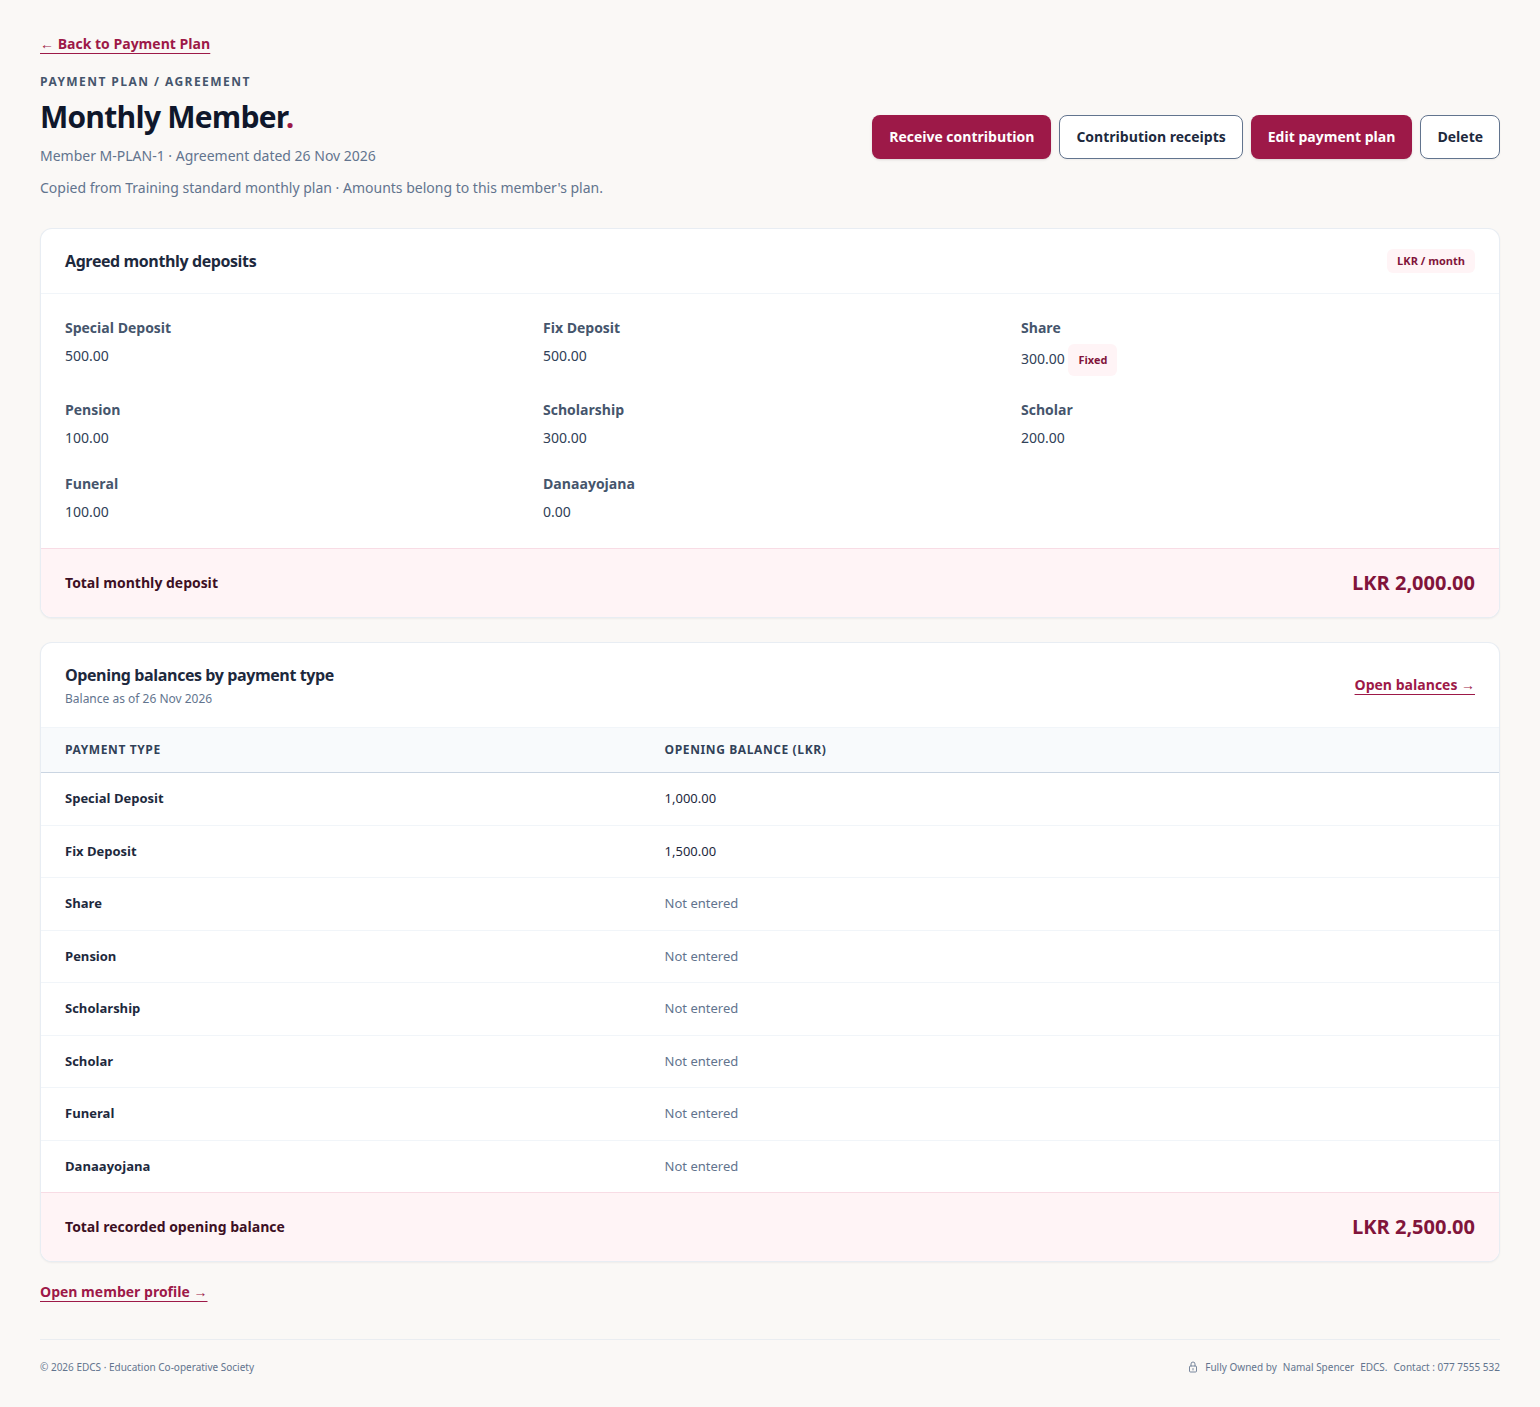 ← Back to Payment Plan
PAYMENT PLAN / AGREEMENT
Monthly Member.
Member M-PLAN-1 · Agreement dated 26 Nov 2026
Copied from Training standard monthly plan · Amounts belong to this member's plan.
Receive contribution Contribution receipts Edit payment plan Delete
Agreed monthly deposits LKR / month
Special Deposit Fix Deposit Share
500.00 500.00 300.00 Fixed
Pension Scholarship Scholar
100.00 300.00 200.00
Funeral Danaayojana
100.00 0.00
Total monthly deposit LKR 2,000.00
Opening balances by payment type
Balance as of 26 Nov 2026
Open balances →
PAYMENT TYPE OPENING BALANCE (LKR)
Special Deposit 1,000.00
Fix Deposit 1,500.00
Share Not entered
Pension Not entered
Scholarship Not entered
Scholar Not entered
Funeral Not entered
Danaayojana Not entered
Total recorded opening balance LKR 2,500.00
Open member profile →
© 2026 EDCS · Education Co-operative Society Fully Owned by Namal Spencer EDCS. Contact : 077 7555 532